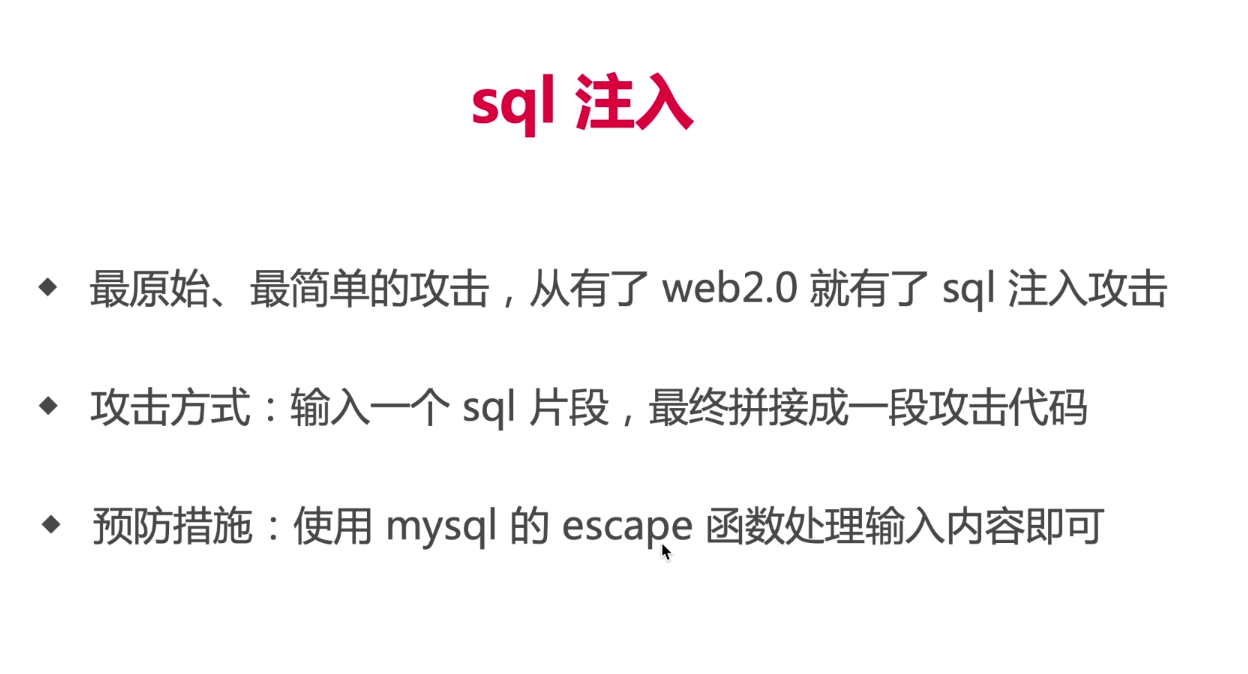 sql 注入
◆ 最原始、最简单的攻击，从有了 web2.0 就有了 sql 注入攻击
◆ 攻击方式：输入一个 sql 片段，最终拼接成一段攻击代码
◆ 预防措施：使用 mysql 的 escape 函数处理输入内容即可